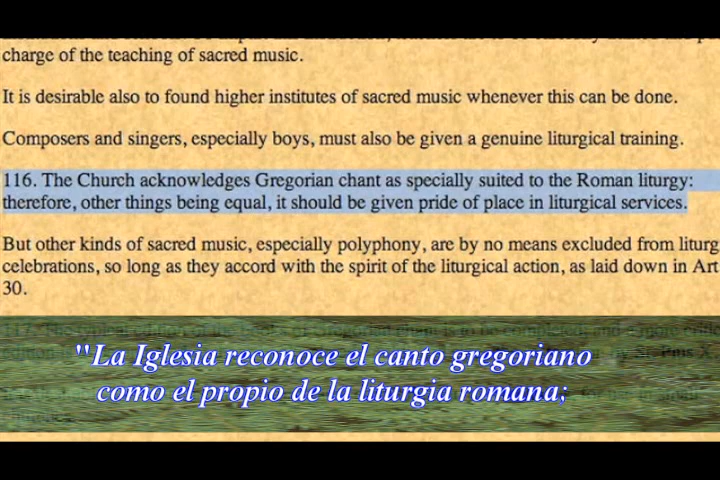 charge of the teaching of sacred music.
It is desirable also to found higher institutes of sacred music whenever this can be done.
Composers and singers, especially boys, must also be given a genuine liturgical training.
116. The Church acknowledges Gregorian chant as specially suited to the Roman liturgy:
therefore, other things being equal, it should be given pride of place in liturgical services.
But other kinds of sacred music, especially polyphony, are by no means excluded from liturg
celebrations, so long as they accord with the spirit of the liturgical action, as laid down in Art
30.
"La Iglesia reconoce el canto gregoriano
como el propio de la liturgia romana;